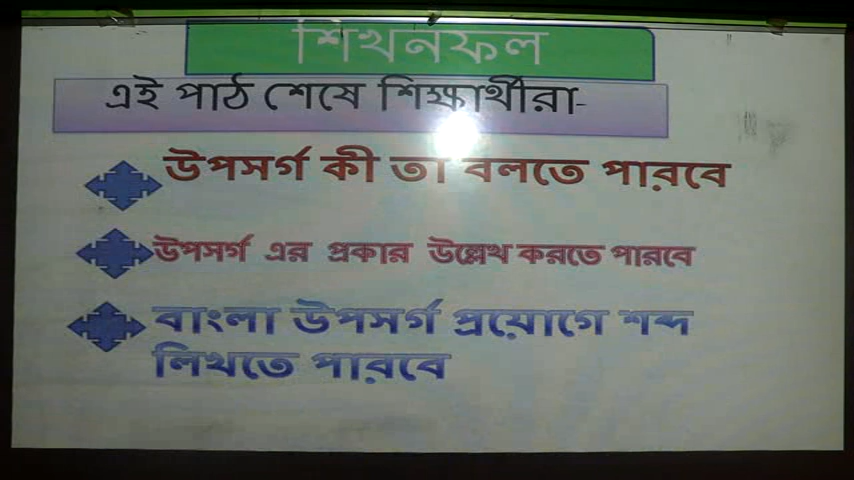 শিখনফল
এই পাঠ শেষে শিক্ষার্থীরা-
উপসর্গ কী তা বলতে পারবে
উপসর্গ এর প্রকার উল্লেখ করতে পারবে
বাংলা উপসর্গ প্রয়োগে শব্দ
লিখতে পারবে